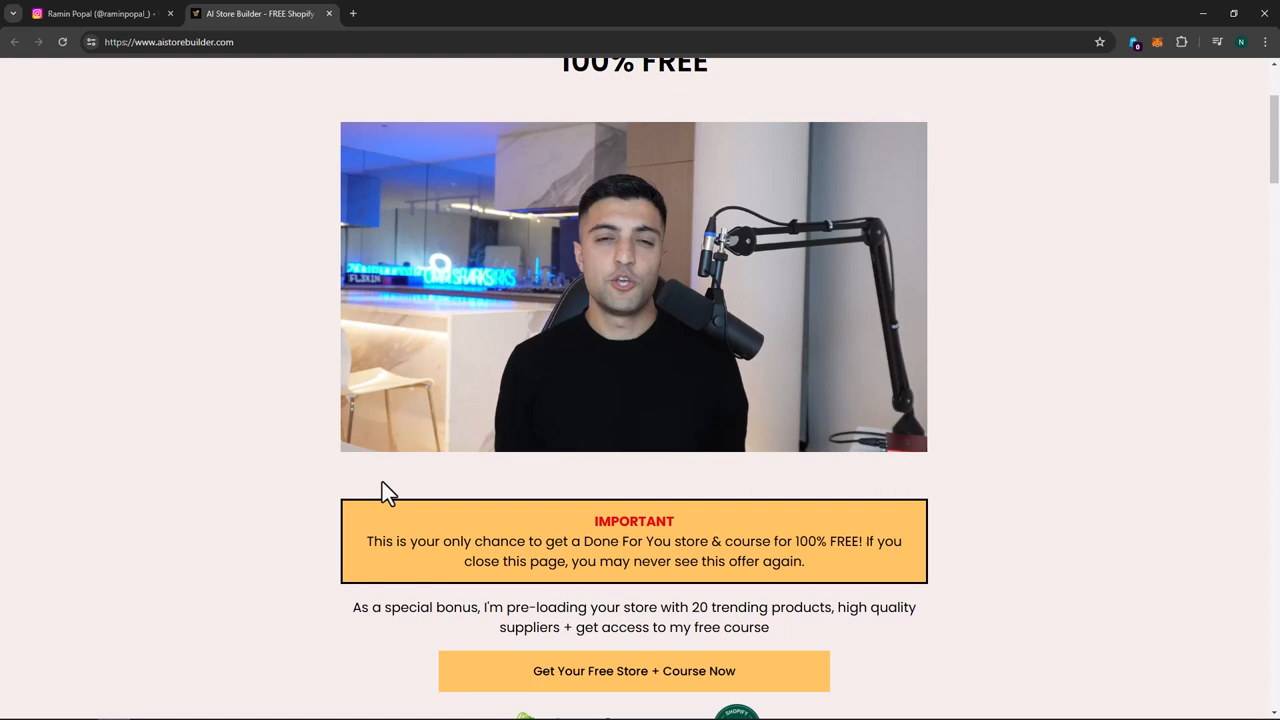 Ramin Popal (@raminpopal_) -
AI Store Builder - FREE Shopify
https://www.aistorebuilder.com
0
N
100% FREE
IMPORTANT
This is your only chance to get a Done For You store & course for 100% FREE! If you
close this page, you may never see this offer again.
As a special bonus, I'm pre-loading your store with 20 trending products, high quality
suppliers + get access to my free course
Get Your Free Store + Course Now
SHOPIFY